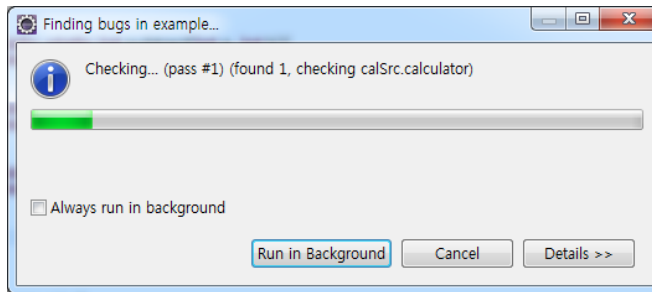 Finding bugs in example...
Checking... (pass #1) (found 1, checking calSrc.calculator)
Always run in background
Run in Background Cancel Details >>